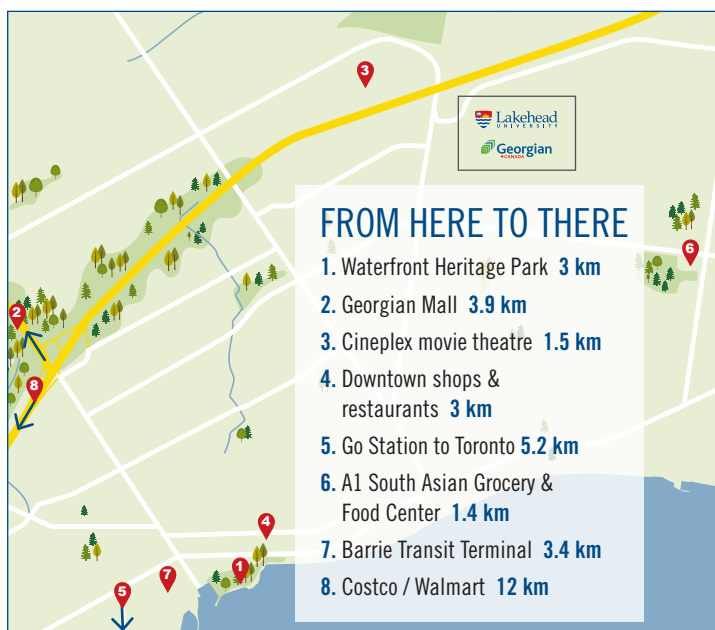 3
Lakehead
UNIVERSITY
Georgian
CANADA
FROM HERE TO THERE
1. Waterfront Heritage Park 3 km
2. Georgian Mall 3.9 km
3. Cineplex movie theatre 1.5 km
4. Downtown shops &
restaurants 3 km
5. Go Station to Toronto 5.2 km
6. A1 South Asian Grocery &
Food Center 1.4 km
7. Barrie Transit Terminal 3.4 km
8. Costco / Walmart 12 km
6
2
8
4
1
7
5